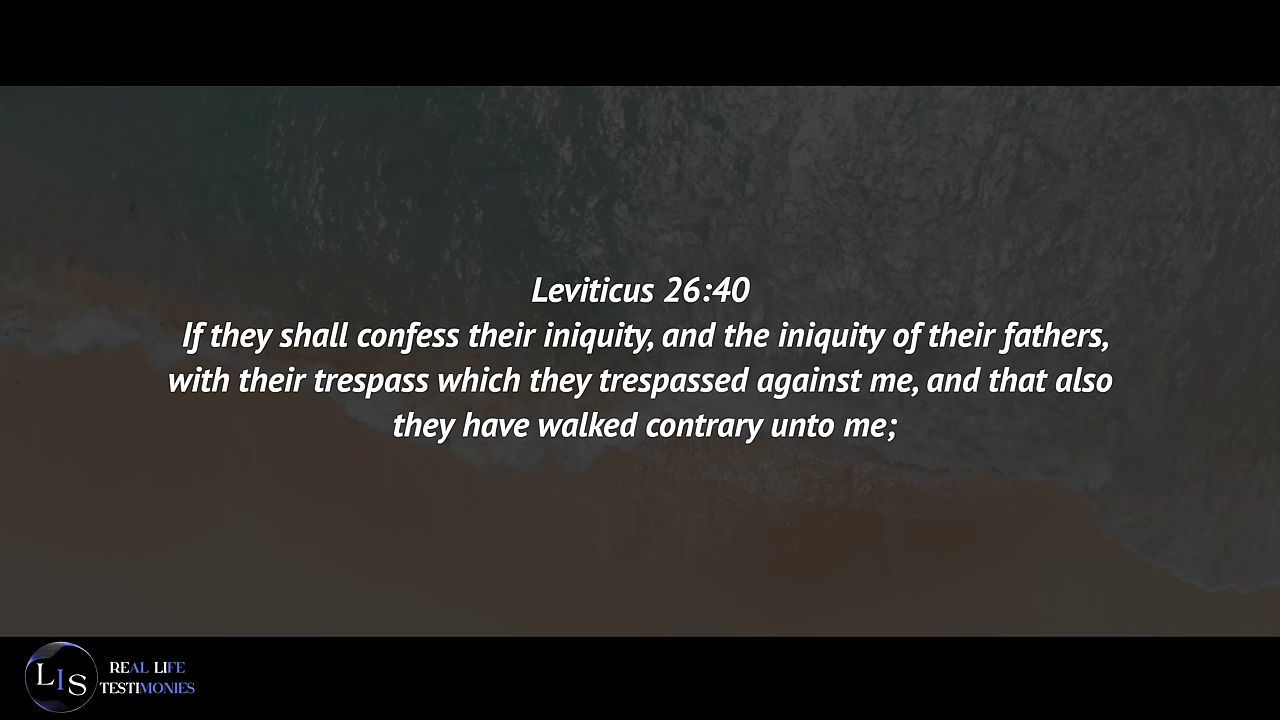 Leviticus 26:40
If they shall confess their iniquity, and the iniquity of their fathers,
with their trespass which they trespassed against me, and that also
they have walked contrary unto me;
LIS
REAL LIFE
TESTIMONIES